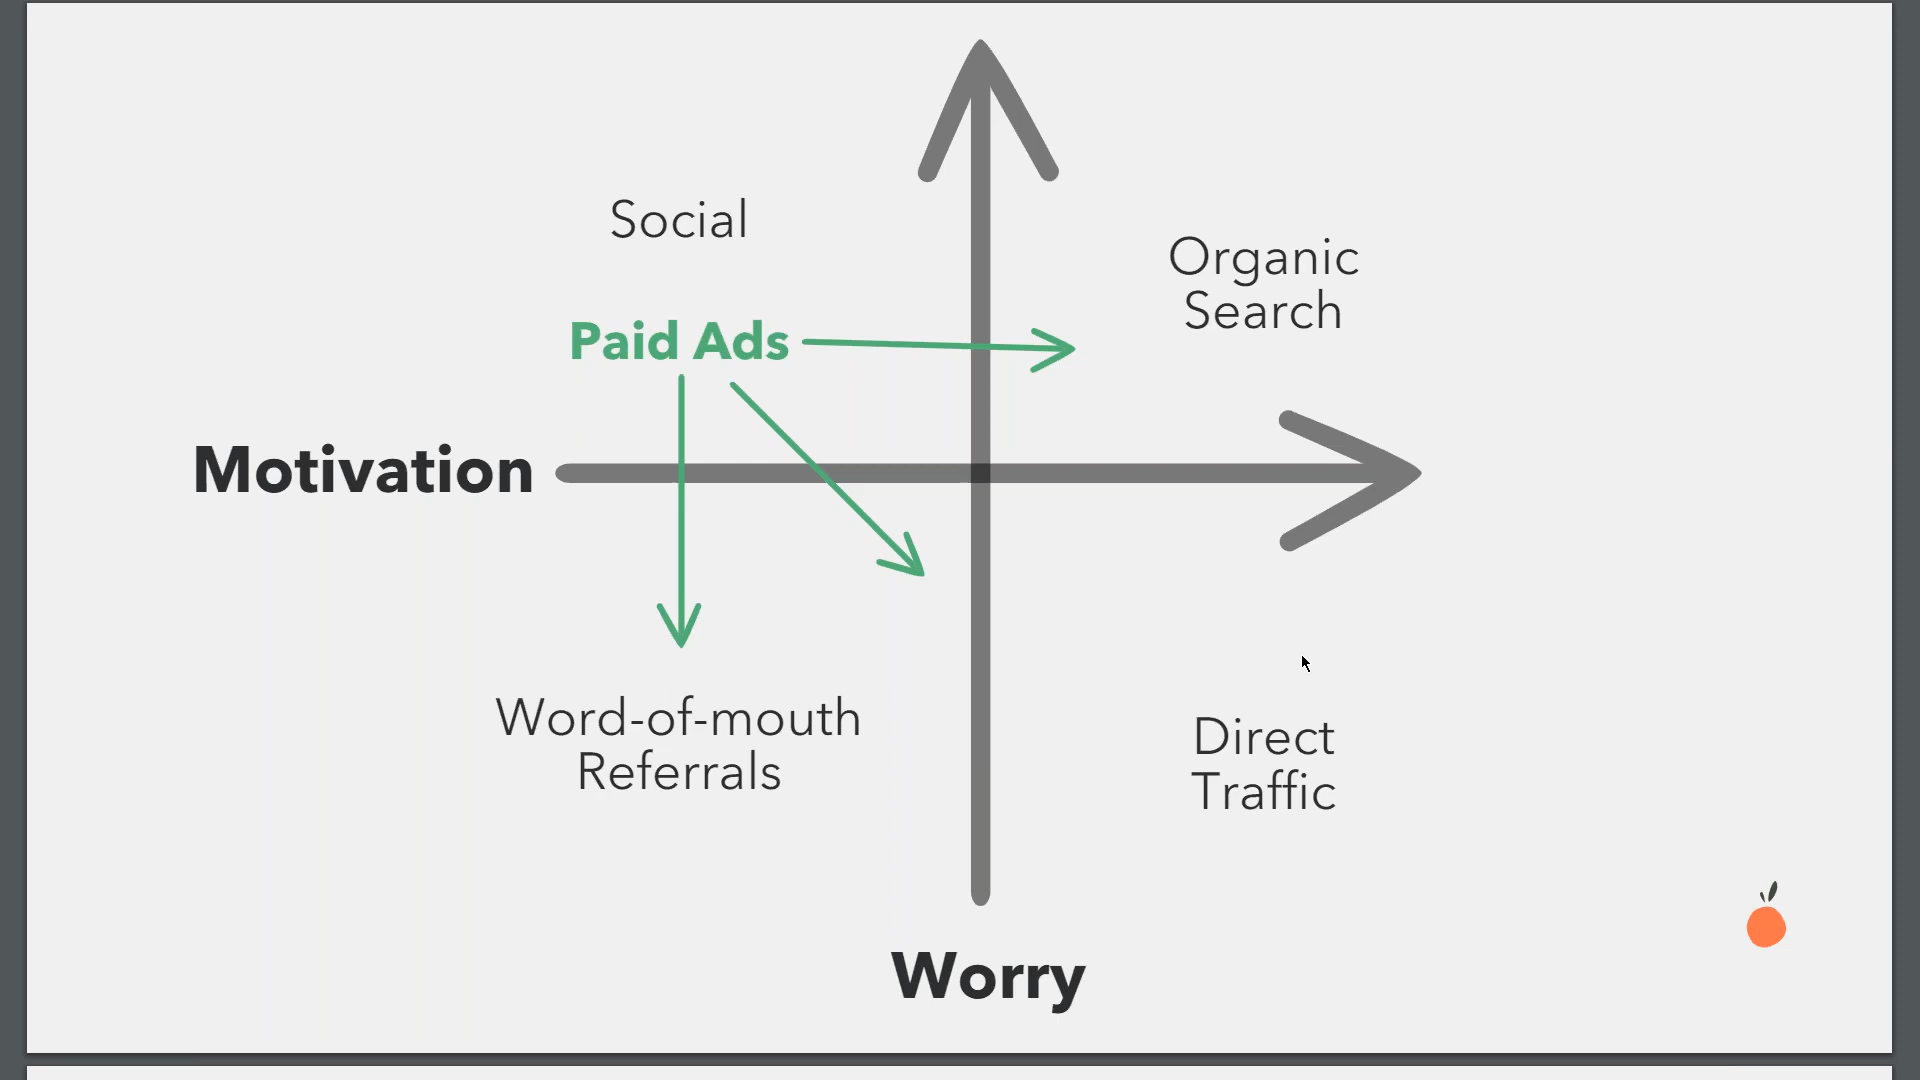 Social
Organic
Search
Paid Ads
Motivation
Word-of-mouth
Referrals
Direct
Traffic
Worry